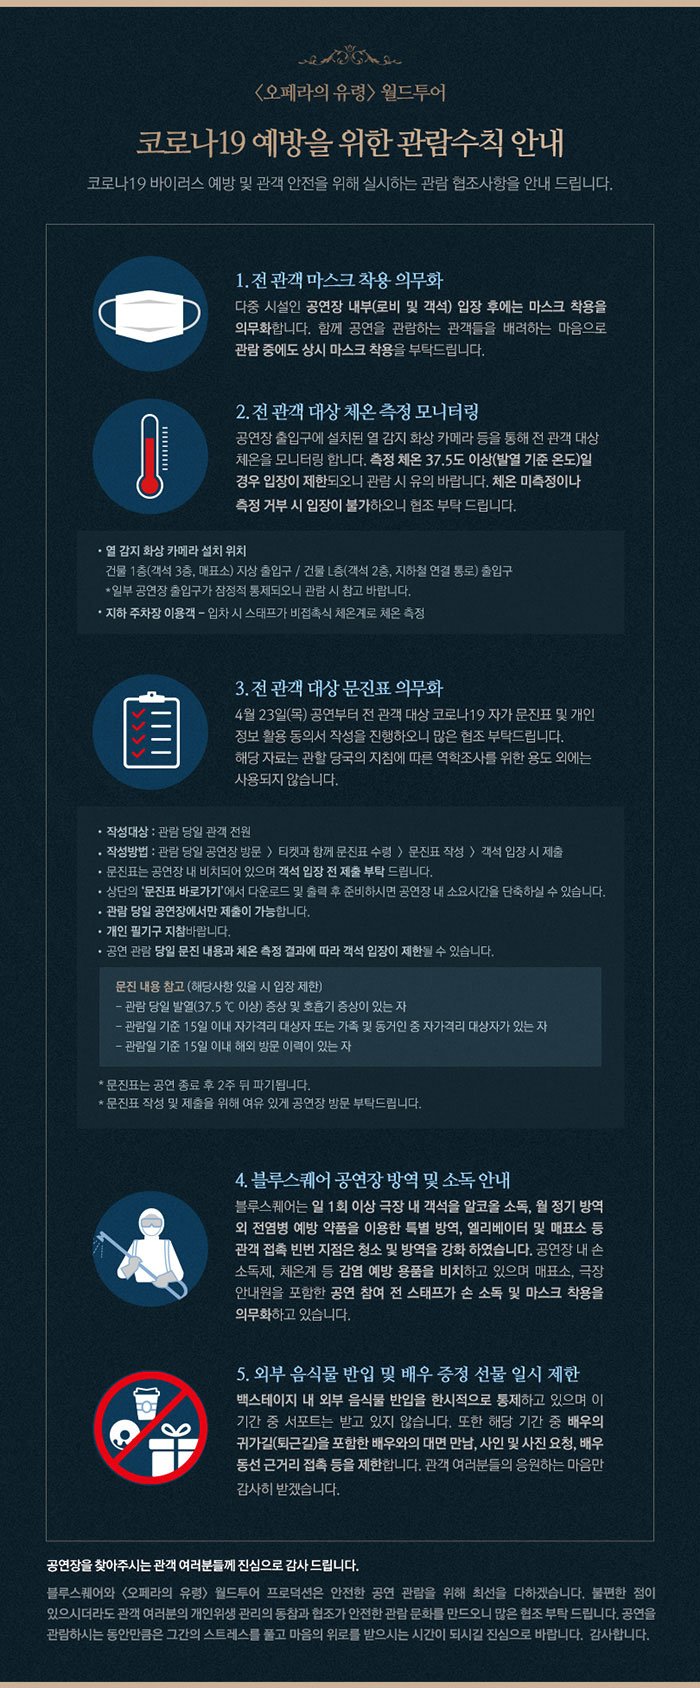 〈오페라의 유령〉 월드투어
코로나19 예방을 위한 관람수칙 안내
코로나19 바이러스 예방 및 관객 안전을 위해 실시하는 관람 협조사항을 안내 드립니다.
1. 전 관객 마스크 착용 의무화
다중 시설인 공연장 내부(로비 및 객석) 입장 후에는 마스크 착용을
의무화합니다. 함께 공연을 관람하는 관객들을 배려하는 마음으로
관람 중에도 상시 마스크 착용을 부탁드립니다.
2. 전 관객 대상 체온 측정 모니터링
공연장 출입구에 설치된 열 감지 화상 카메라 등을 통해 전 관객 대상
체온을 모니터링 합니다. 측정 체온 37.5도 이상(발열 기준 온도)일
경우 입장이 제한되오니 관람 시 유의 바랍니다. 체온 미측정이나
측정 거부 시 입장이 불가하오니 협조 부탁 드립니다.
• 열 감지 화상 카메라 설치 위치
건물 1층(객석 3층, 매표소) 지상 출입구 / 건물 L층(객석 2층, 지하철 연결 통로) 출입구
*일부 공연장 출입구가 잠정적 통제되오니 관람 시 참고 바랍니다.
• 지하 주차장 이용객 – 입차 시 스태프가 비접촉식 체온계로 체온 측정
3. 전 관객 대상 문진표 의무화
4월 23일(목) 공연부터 전 관객 대상 코로나19 자가 문진표 및 개인
정보 활용 동의서 작성을 진행하오니 많은 협조 부탁드립니다.
해당 자료는 관할 당국의 지침에 따른 역학조사를 위한 용도 외에는
사용되지 않습니다.
• 작성대상 : 관람 당일 관객 전원
• 작성방법 : 관람 당일 공연장 방문 〉 티켓과 함께 문진표 수령 〉 문진표 작성 〉 객석 입장 시 제출
• 문진표는 공연장 내 비치되어 있으며 객석 입장 전 제출 부탁 드립니다.
• 상단의 '문진표 바로가기'에서 다운로드 및 출력 후 준비하시면 공연장 내 소요시간을 단축하실 수 있습니다.
• 관람 당일 공연장에서만 제출이 가능합니다.
• 개인 필기구 지참바랍니다.
• 공연 관람 당일 문진 내용과 체온 측정 결과에 따라 객석 입장이 제한될 수 있습니다.
문진 내용 참고 (해당사항 있을 시 입장 제한)
– 관람 당일 발열(37.5 ℃ 이상) 증상 및 호흡기 증상이 있는 자
– 관람일 기준 15일 이내 자가격리 대상자 또는 가족 및 동거인 중 자가격리 대상자가 있는 자
– 관람일 기준 15일 이내 해외 방문 이력이 있는 자
* 문진표는 공연 종료 후 2주 뒤 파기됩니다.
* 문진표 작성 및 제출을 위해 여유 있게 공연장 방문 부탁드립니다.
4. 블루스퀘어 공연장 방역 및 소독 안내
블루스퀘어는 일 1회 이상 극장 내 객석을 알코올 소독, 월 정기 방역
외 전염병 예방 약품을 이용한 특별 방역, 엘리베이터 및 매표소 등
관객 접촉 빈번 지점은 청소 및 방역을 강화 하였습니다. 공연장 내 손
소독제, 체온계 등 감염 예방 용품을 비치하고 있으며 매표소, 극장
안내원을 포함한 공연 참여 전 스태프가 손 소독 및 마스크 착용을
의무화하고 있습니다.
5. 외부 음식물 반입 및 배우 증정 선물 일시 제한
백스테이지 내 외부 음식물 반입을 한시적으로 통제하고 있으며 이
기간 중 서포트는 받고 있지 않습니다. 또한 해당 기간 중 배우의
귀가길(퇴근길)을 포함한 배우와의 대면 만남, 사인 및 사진 요청, 배우
동선 근거리 접촉 등을 제한합니다. 관객 여러분들의 응원하는 마음만
감사히 받겠습니다.
공연장을 찾아주시는 관객 여러분들께 진심으로 감사 드립니다.
블루스퀘어와 〈오페라의 유령〉 월드투어 프로덕션은 안전한 공연 관람을 위해 최선을 다하겠습니다. 불편한 점이
있으시더라도 관객 여러분의 개인위생 관리의 동참과 협조가 안전한 관람 문화를 만드오니 많은 협조 부탁 드립니다. 공연을
관람하시는 동안만큼은 그간의 스트레스를 풀고 마음의 위로를 받으시는 시간이 되시길 진심으로 바랍니다. 감사합니다.